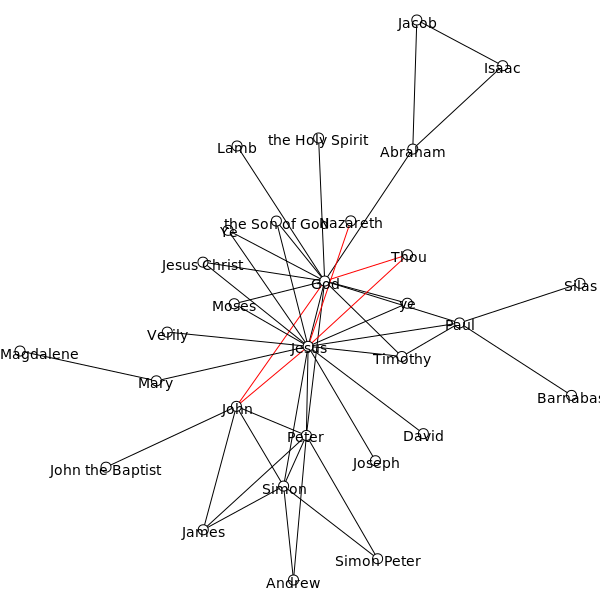 Jacob
Isaac
the Holy Spirit
Lamb
Abraham
the Son of God
Nazareth
Ye
Thou
Jesus Christ
God
Silas
Moses
ye
Paul
Verily
Jesus
Magdalene
Timothy
Mary
Barnabas
John
Peter
David
Joseph
John the Baptist
Simon
James
Simon Peter
Andrew